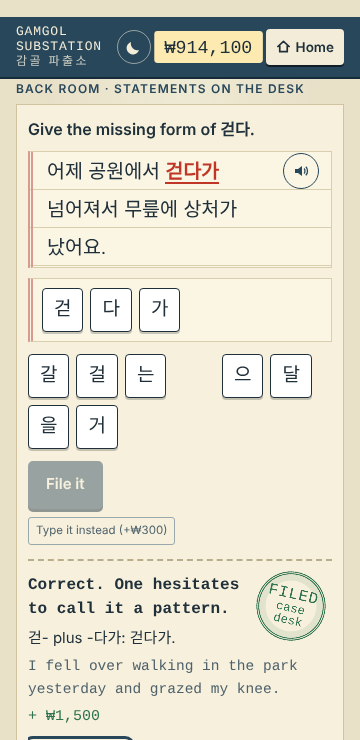 GAMGOL
SUBSTATION
감골 파출소
₩914,100
Home
BACK ROOM · STATEMENTS ON THE DESK
Give the missing form of 걷다.
어제 공원에서 걷다가
넘어져서 무릎에 상처가
났어요.
걷 다 가
갈 걸 는 으 달
을 거
File it
Type it instead (+₩300)
Correct. One hesitates
to call it a pattern.
FILED
case
desk
걷- plus -다가: 걷다가.
I fell over walking in the park
yesterday and grazed my knee.
+ ₩1,500